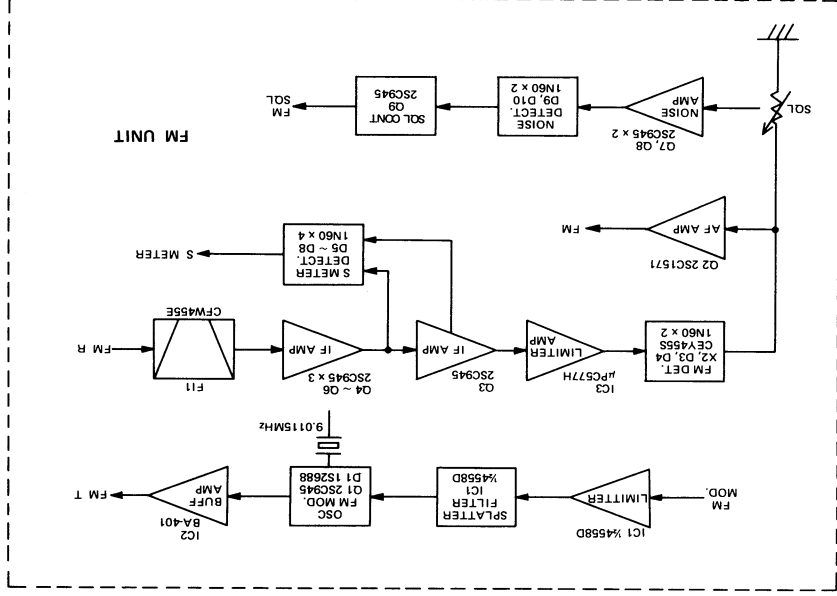 FM
MOD.
IC1 ½4558D
LIMITTER
SPLATTER
FILTER
IC1
½4558D
OSC
FM MOD.
Q1 2SC945
D1 1S2688
9.0115MHz
IC2
BA-401
BUFF
AMP
FM T
FM DET.
X2, D3, D4
CEY455S
1N60 x 2
IC3
μPC577H
LIMITER
AMP
Q3
2SC945
IF AMP
Q4 ~ Q6
2SC945 x 3
IF AMP
FI1
CFW455E
FM R
S METER
DETECT.
D5 ~ D8
1N60 x 4
S METER
Q2 2SC1571
AF AMP
FM
FM UNIT
SQL
Q7, Q8
2SC945 x 2
NOISE
AMP
NOISE
DETECT.
D9, D10
1N60 x 2
SQL CONT
Q9
2SC945
FM
SQL